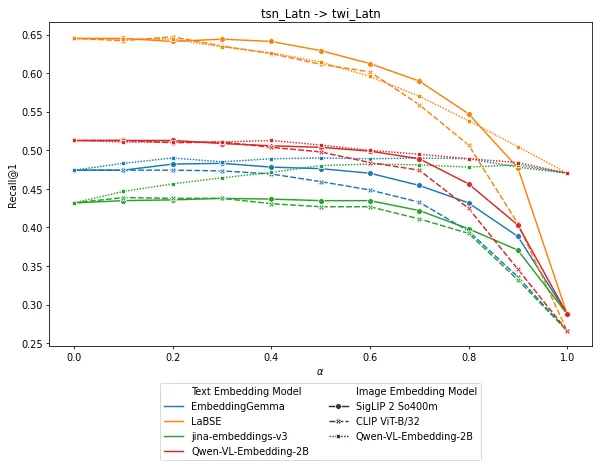 tsn_Latn -> twi_Latn
Recall@1
0.65
0.60
0.55
0.50
0.45
0.40
0.35
0.30
0.25
0.0 0.2 0.4 0.6 0.8 1.0
α
Text Embedding Model
EmbeddingGemma
LaBSE
jina-embeddings-v3
Qwen-VL-Embedding-2B
Image Embedding Model
SigLIP 2 So400m
CLIP ViT-B/32
Qwen-VL-Embedding-2B